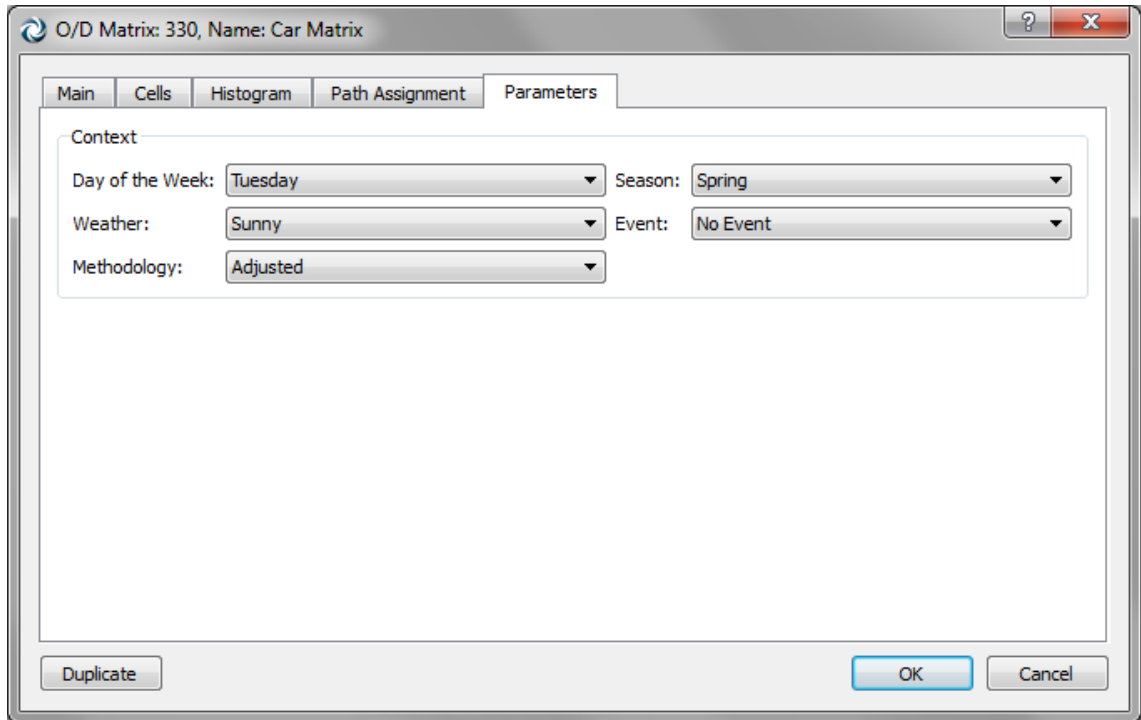 O/D Matrix: 330, Name: Car Matrix
Main Cells Histogram Path Assignment Parameters
Context
Day of the Week: Tuesday Season: Spring
Weather: Sunny Event: No Event
Methodology: Adjusted
Duplicate OK Cancel